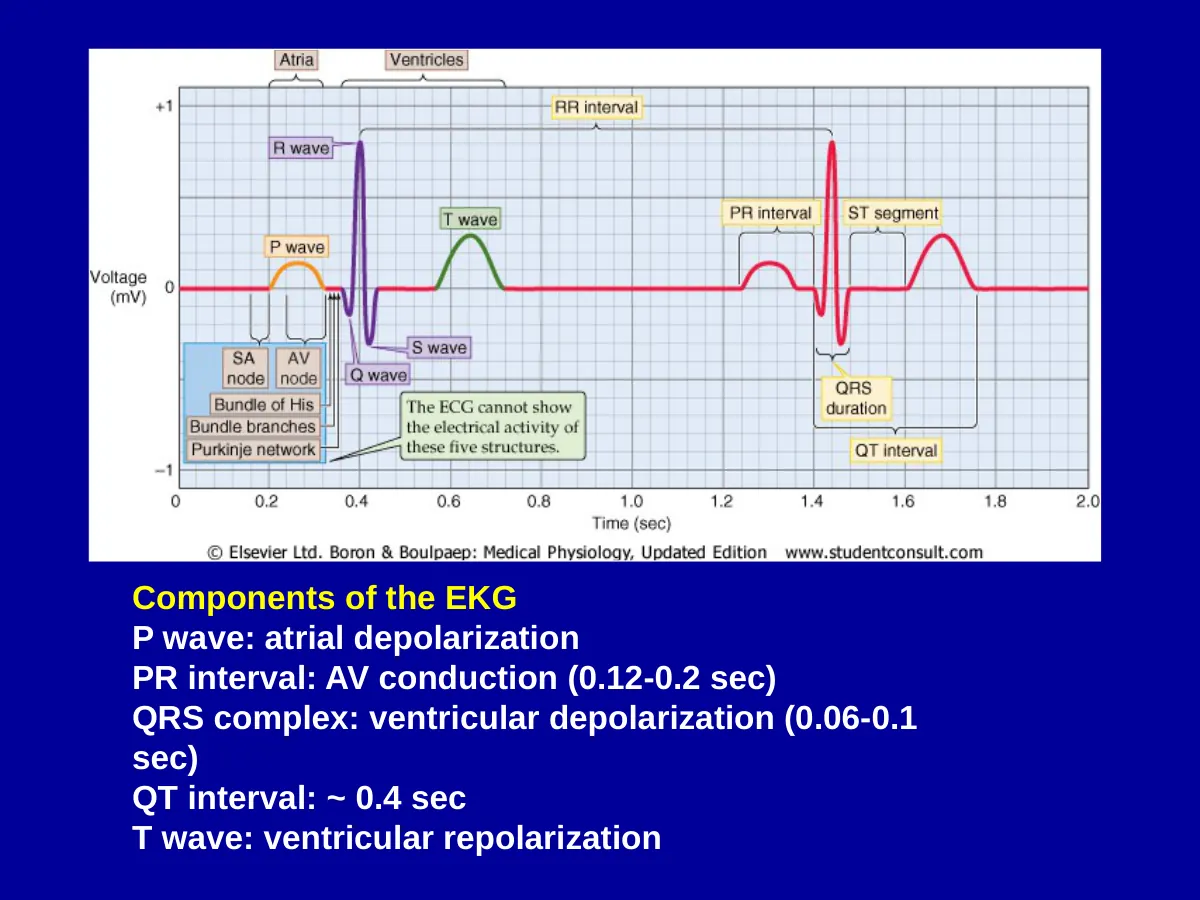 Atria
Ventricles
+1
RR interval
R wave
T wave
PR interval
ST segment
P wave
Voltage
(mV)
0
SA
node
AV
node
S wave
Q wave
QRS
duration
Bundle of His
Bundle branches
Purkinje network
The ECG cannot show
the electrical activity of
these five structures.
QT interval
–1
0 0.2 0.4 0.6 0.8 1.0 1.2 1.4 1.6 1.8 2.0
Time (sec)
© Elsevier Ltd. Boron & Boulpaep: Medical Physiology, Updated Edition www.studentconsult.com
Components of the EKG
P wave: atrial depolarization
PR interval: AV conduction (0.12-0.2 sec)
QRS complex: ventricular depolarization (0.06-0.1
sec)
QT interval: ~ 0.4 sec
T wave: ventricular repolarization